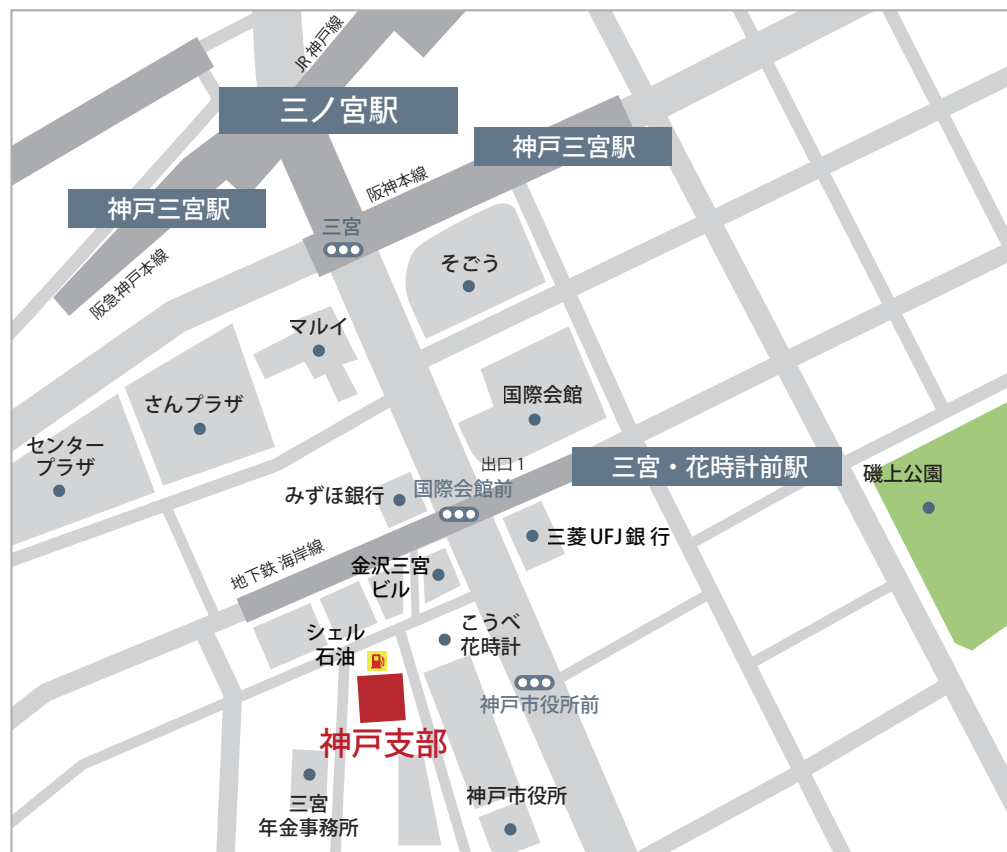 JR 神戸線
三ノ宮駅
神戸三宮駅
神戸三宮駅
阪神本線
三宮
阪急神戸本線
そごう
マルイ
さんプラザ
国際会館
センター
プラザ
出口1
三宮・花時計前駅
磯上公園
みずほ銀行
国際会館前
三菱UFJ銀行
地下鉄 海岸線
金沢三宮
ビル
シェル
石油
こうべ
花時計
神戸市役所前
神戸支部
三宮
年金事務所
神戸市役所